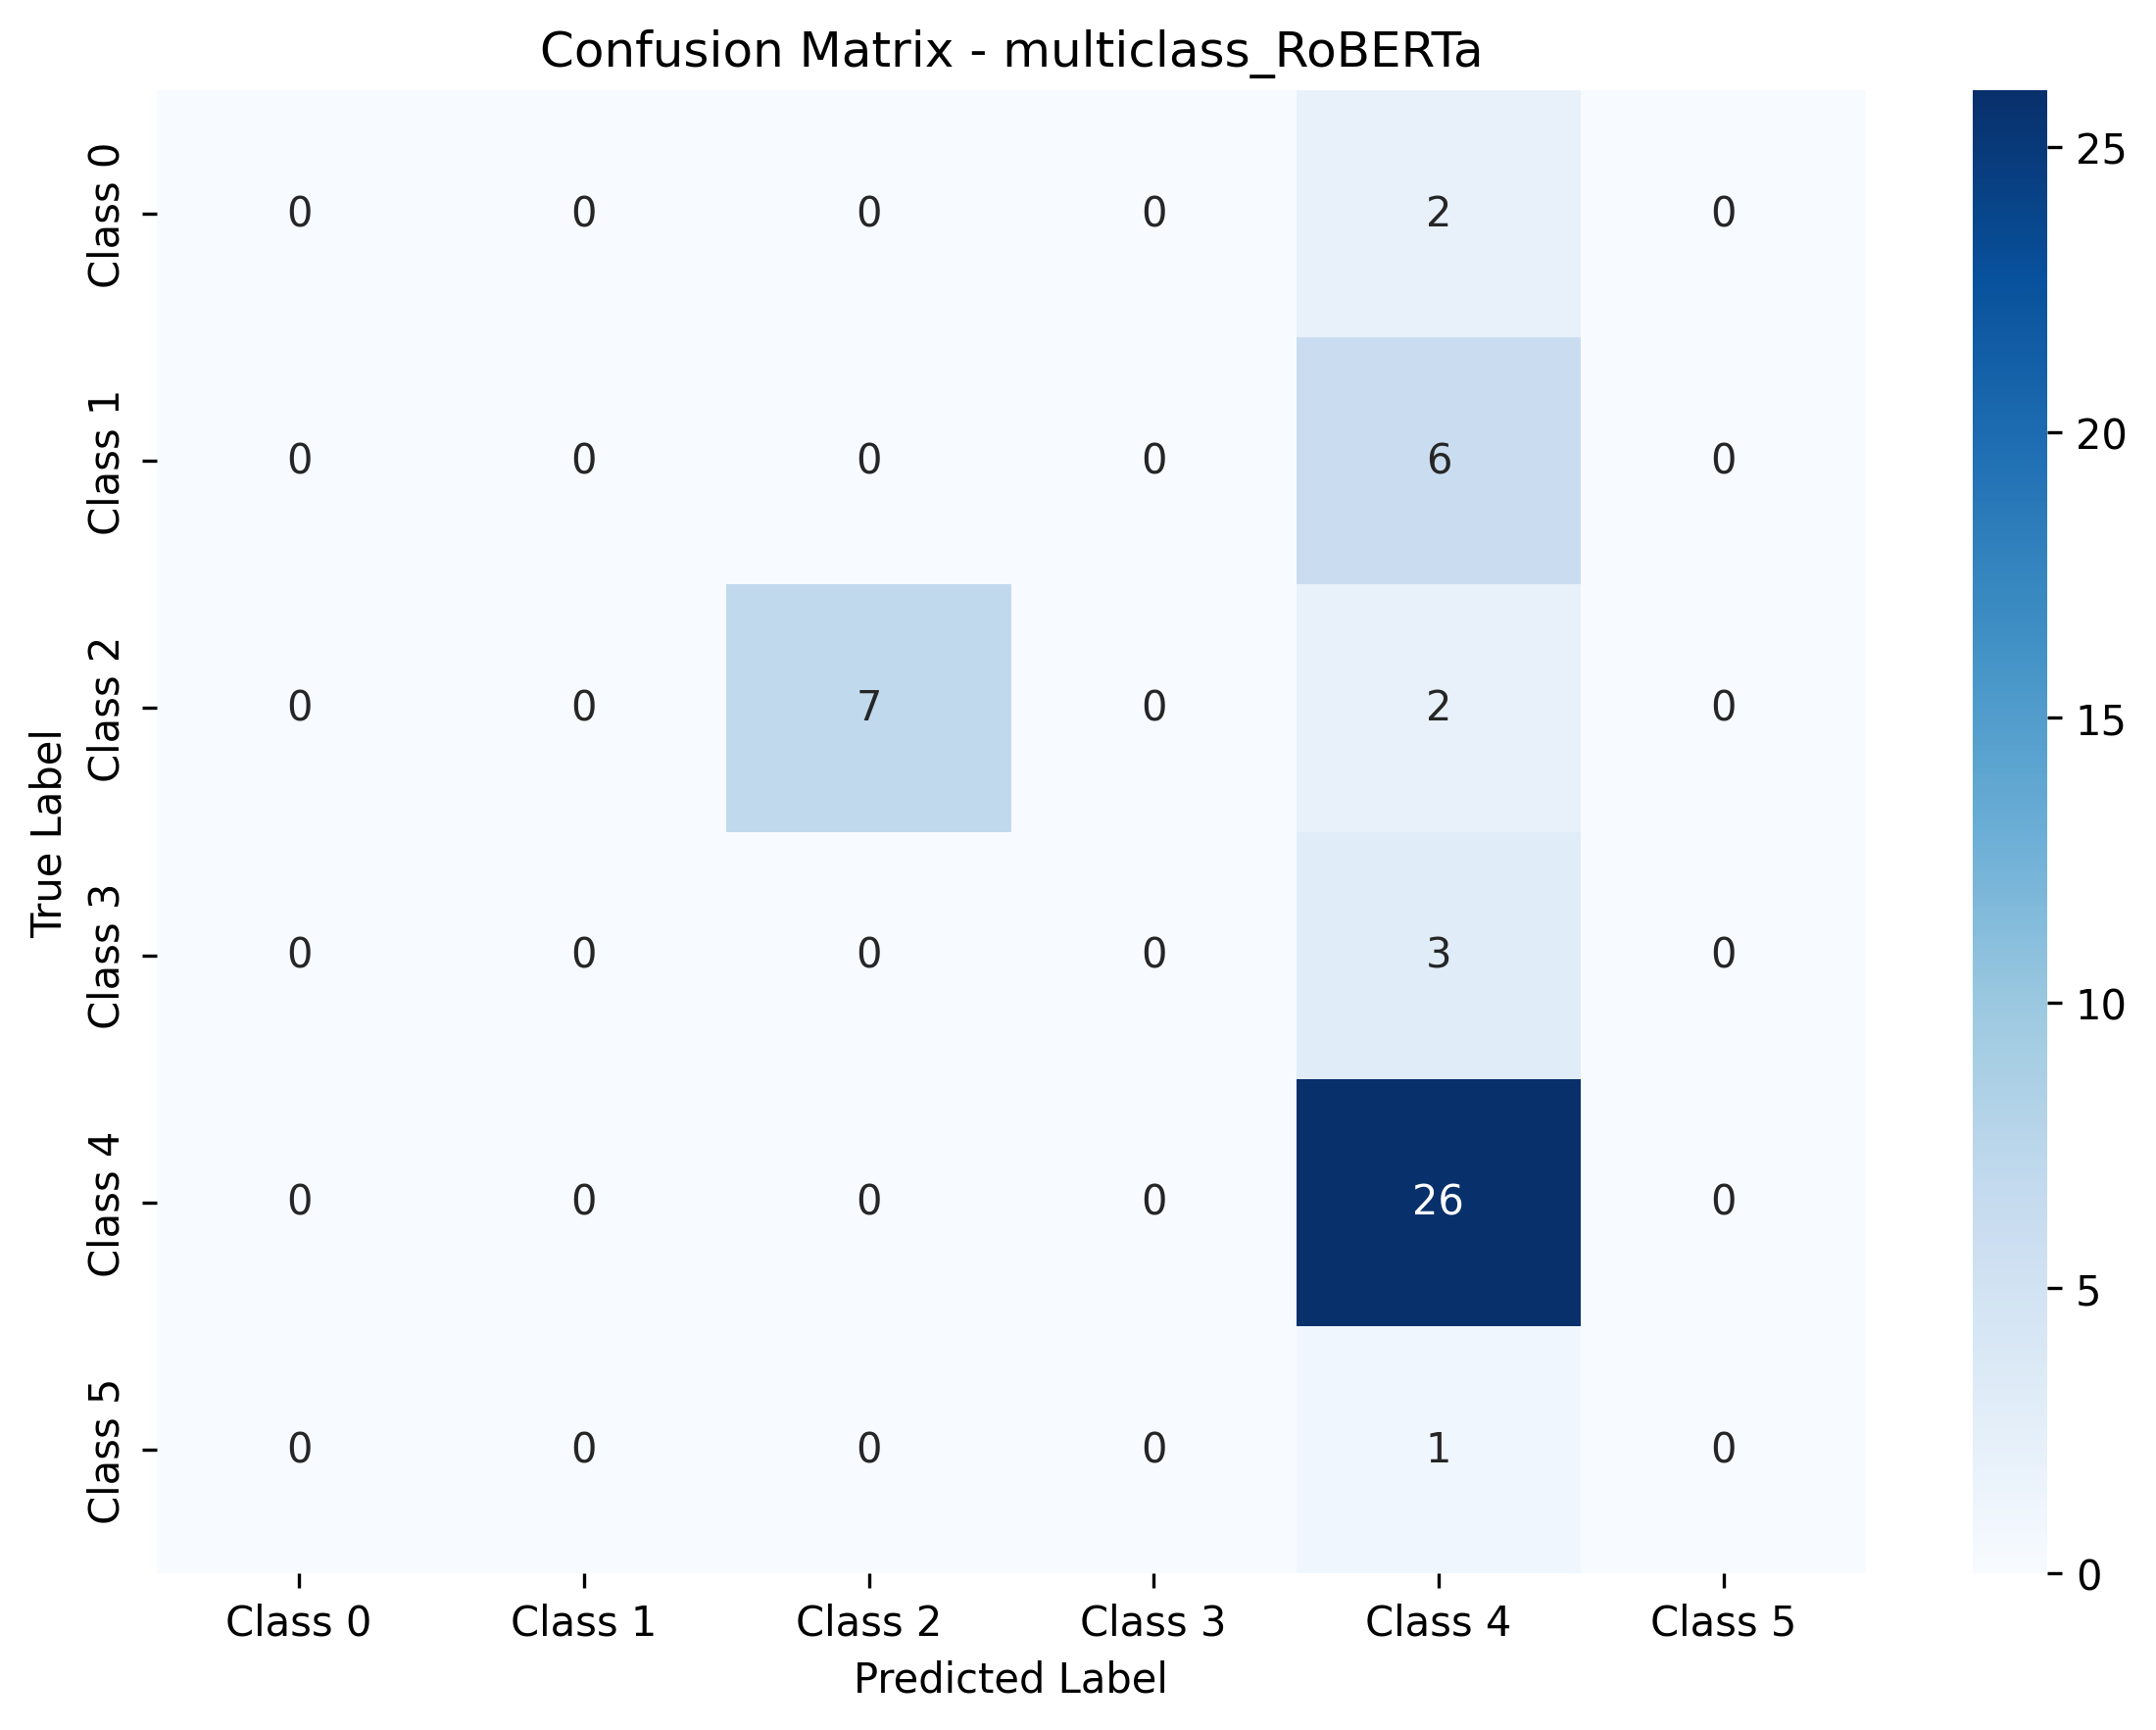 Confusion Matrix - multiclass_RoBERTa
True Label
Class 0
0 0 0 0 2 0
Class 1
0 0 0 0 6 0
Class 2
0 0 7 0 2 0
Class 3
0 0 0 0 3 0
Class 4
0 0 0 0 26 0
Class 5
0 0 0 0 1 0
Class 0 Class 1 Class 2 Class 3 Class 4 Class 5
Predicted Label
25
20
15
10
5
0